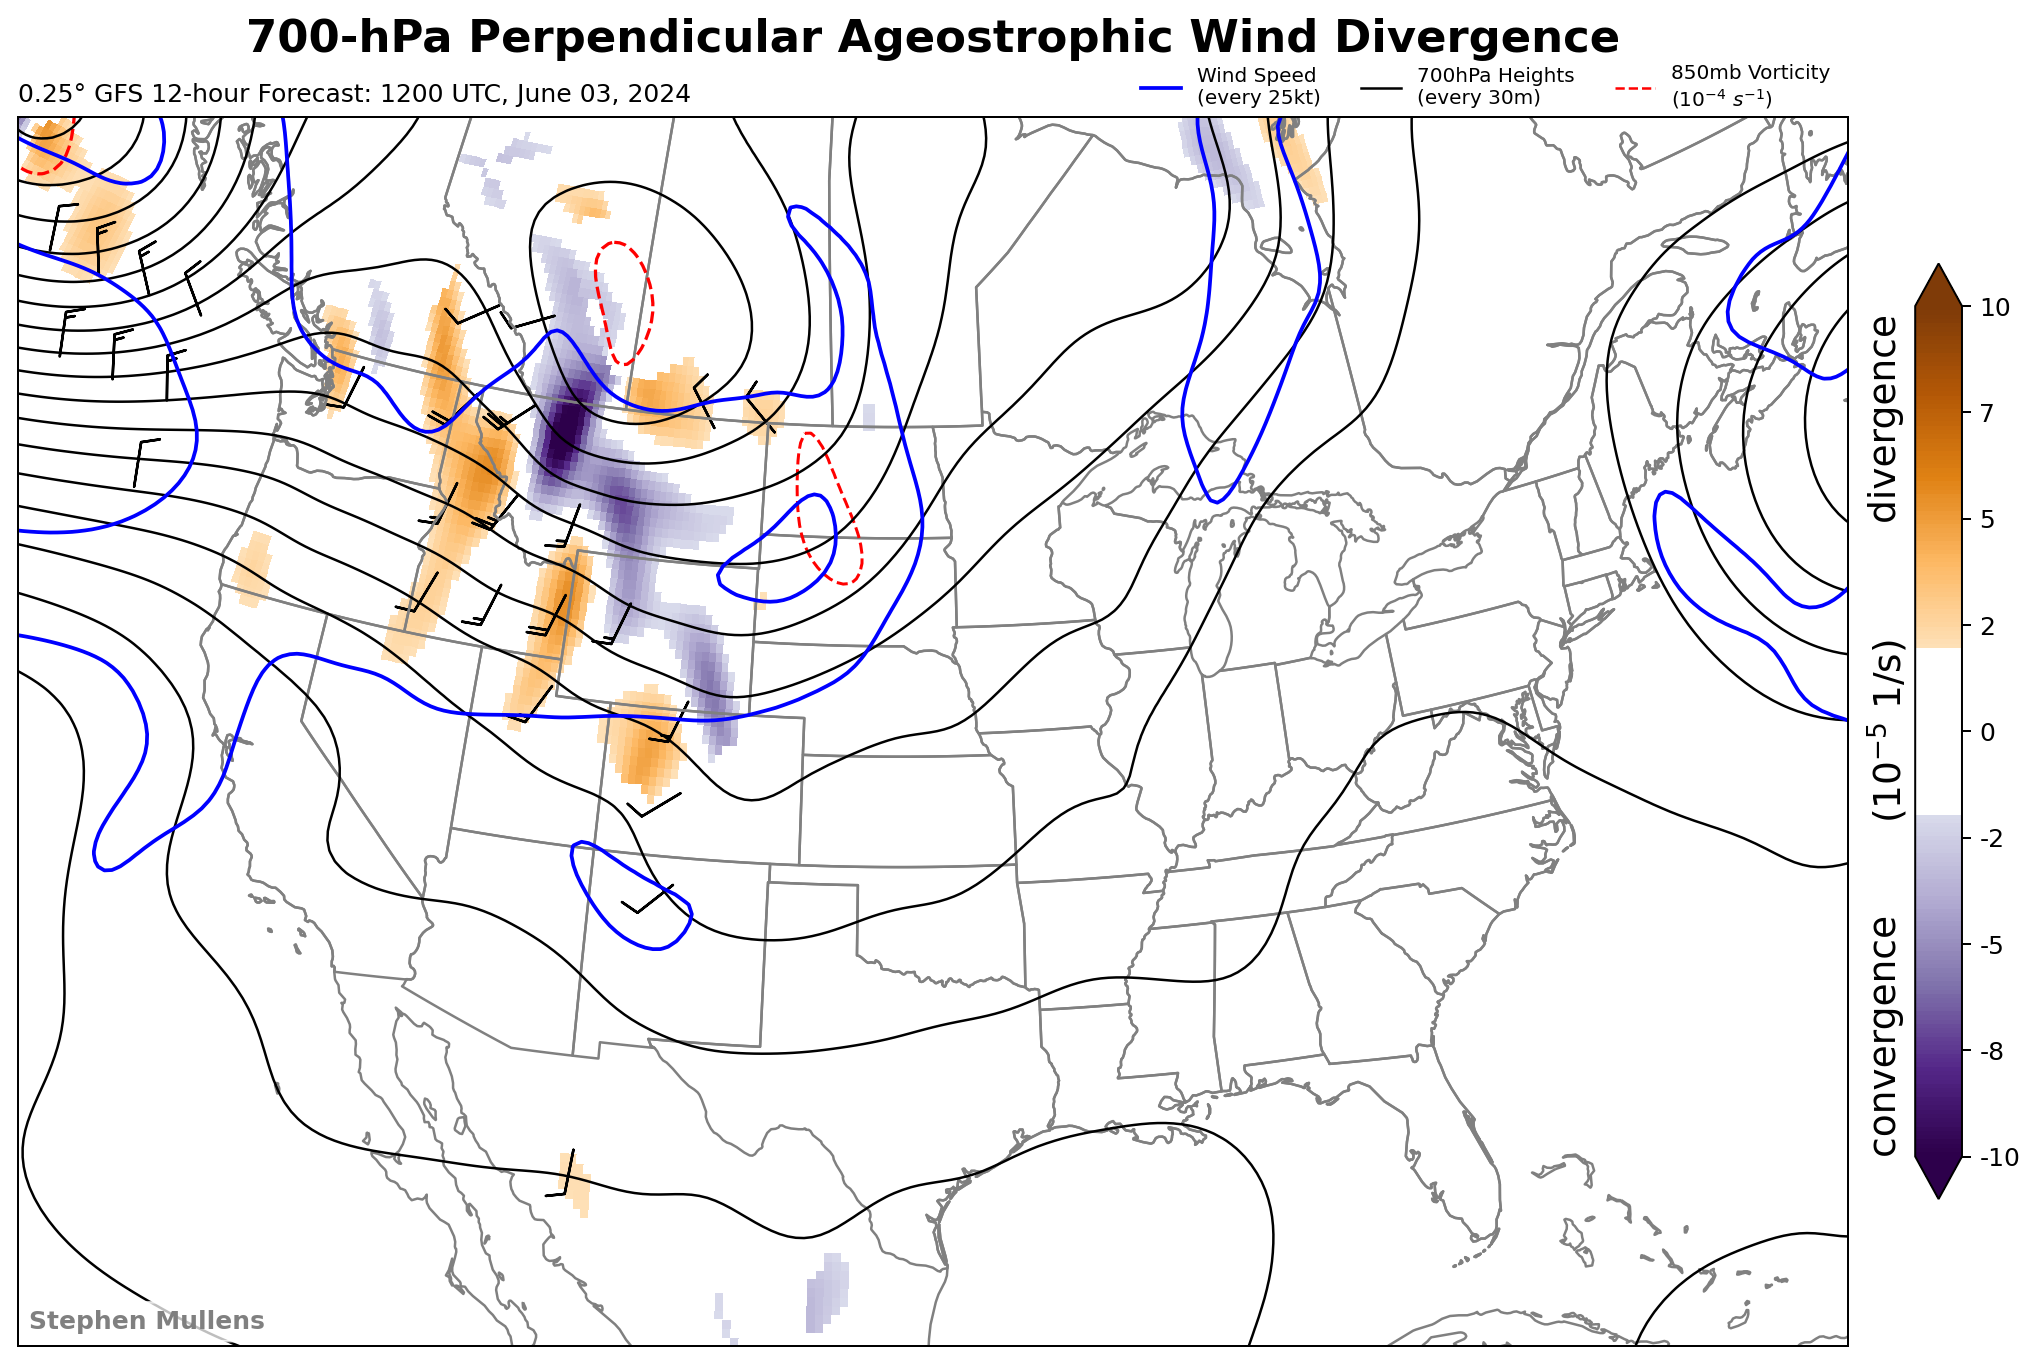 700-hPa Perpendicular Ageostrophic Wind Divergence
0.25° GFS 12-hour Forecast: 1200 UTC, June 03, 2024
Wind Speed
(every 25kt)
700hPa Heights
(every 30m)
850mb Vorticity
(10⁻⁴ s⁻¹)
convergence (10⁻⁵ 1/s) divergence
10
7
5
2
0
-2
-5
-8
-10
Stephen Mullens